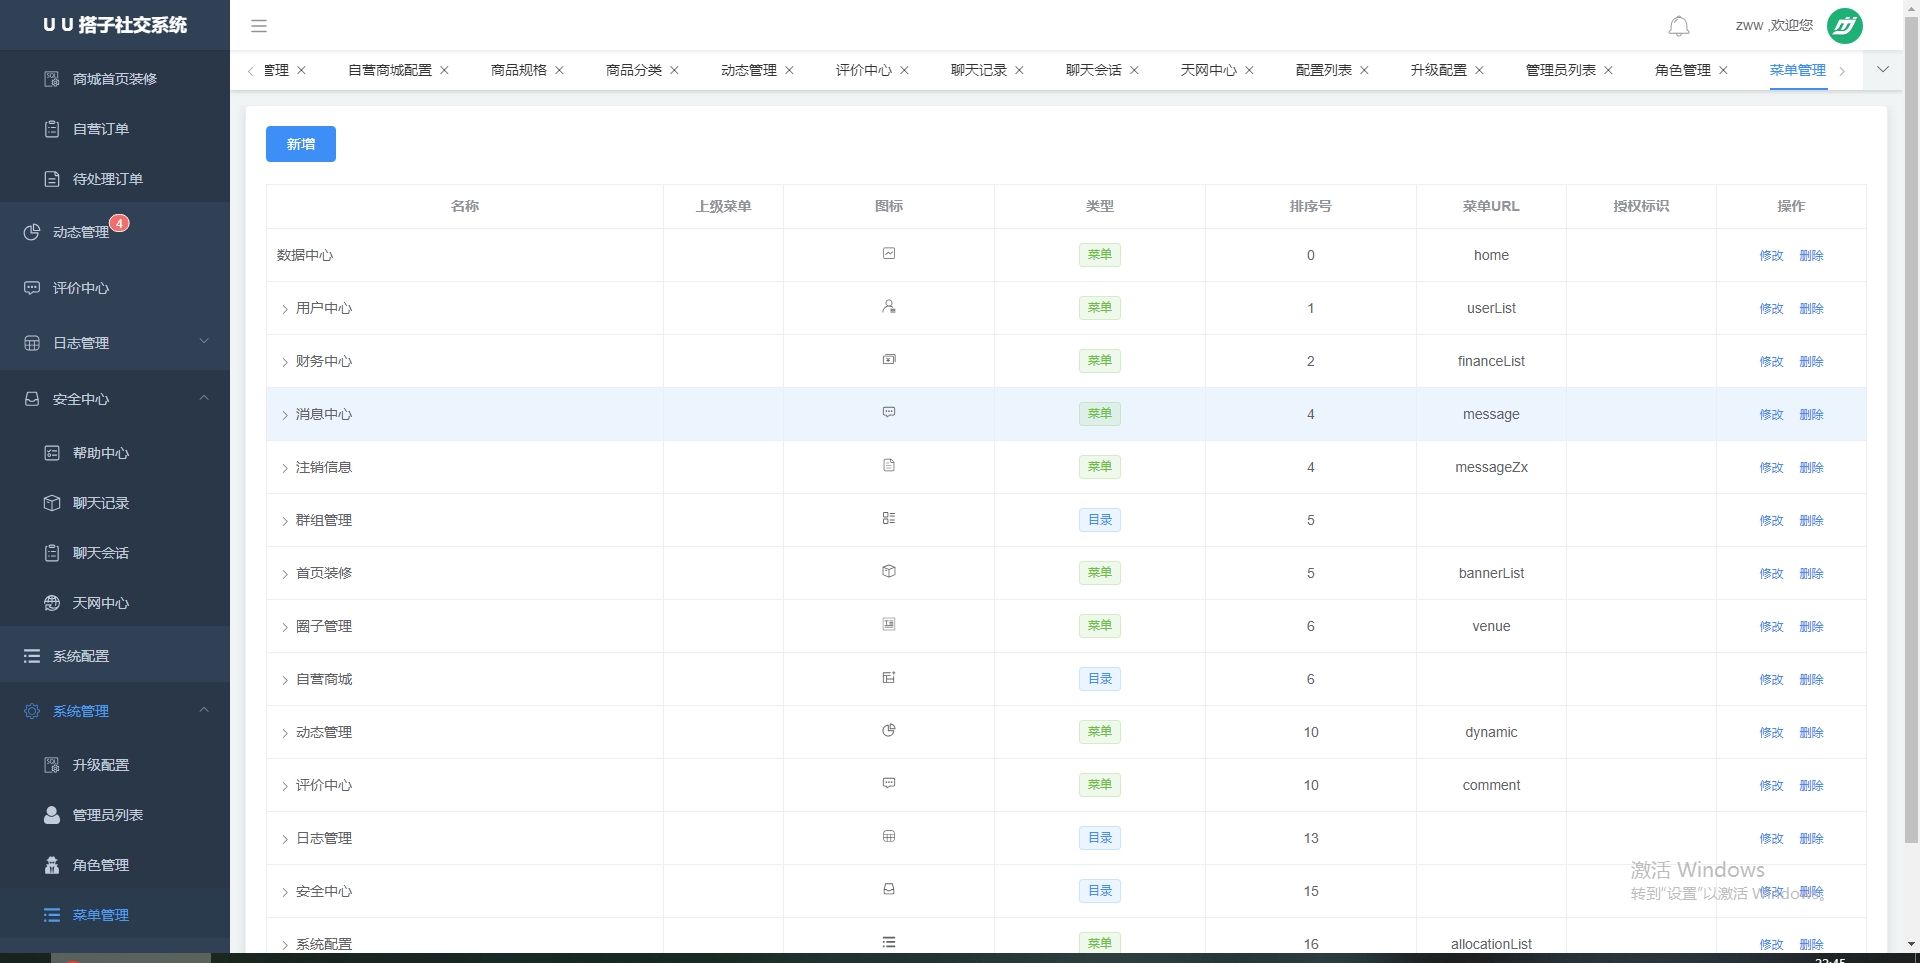 UU搭子社交系统
商城首页装修
自营订单
待处理订单
动态管理 4
评价中心
日志管理
安全中心
帮助中心
聊天记录
聊天会话
天网中心
系统配置
系统管理
升级配置
管理员列表
角色管理
菜单管理
zww ,欢迎您
管理 自营商城配置 商品规格 商品分类 动态管理 评价中心 聊天记录 聊天会话 天网中心 配置列表 升级配置 管理员列表 角色管理 菜单管理
新增
名称 上级菜单 图标 类型 排序号 菜单URL 授权标识 操作
数据中心 菜单 0 home 修改 删除
用户中心 菜单 1 userList 修改 删除
财务中心 菜单 2 financeList 修改 删除
消息中心 菜单 4 message 修改 删除
注销信息 菜单 4 messageZx 修改 删除
群组管理 目录 5 修改 删除
首页装修 菜单 5 bannerList 修改 删除
圈子管理 菜单 6 venue 修改 删除
自营商城 目录 6 修改 删除
动态管理 菜单 10 dynamic 修改 删除
评价中心 菜单 10 comment 修改 删除
日志管理 目录 13 修改 删除
安全中心 目录 15 修改 删除
系统配置 菜单 16 allocationList 修改 删除
激活 Windows
转到“设置”以激活 Windows。